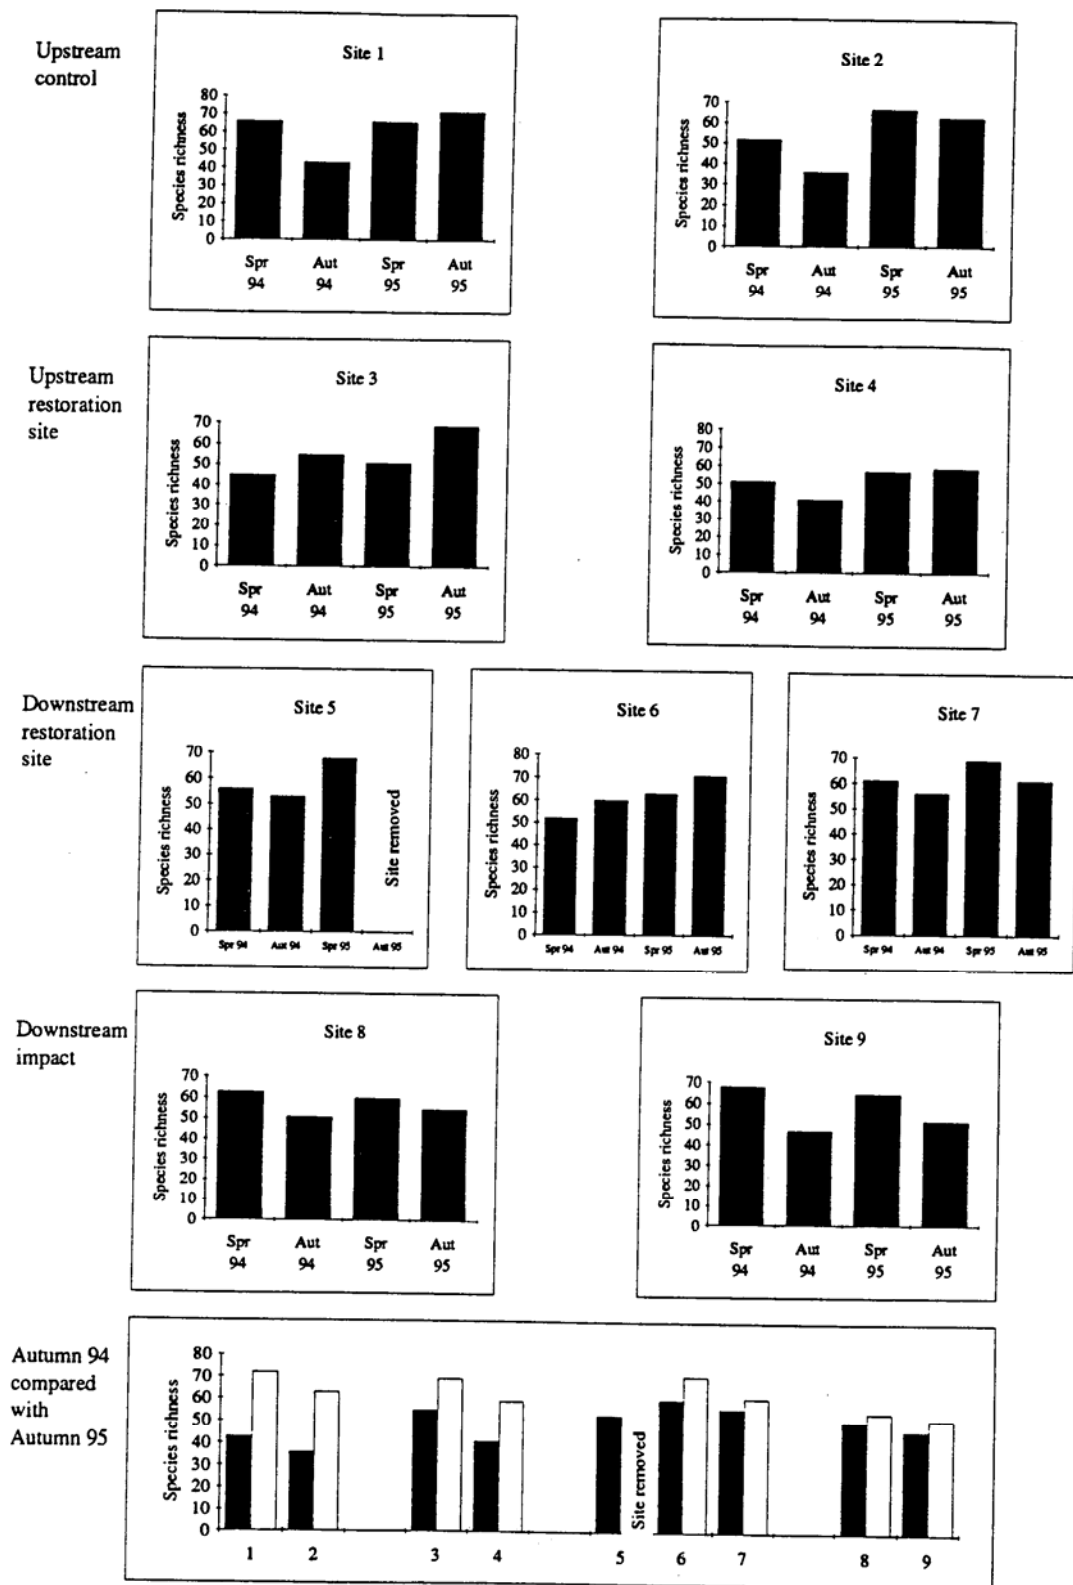 Upstream
control
Site 1
Species richness
80
70
60
50
40
30
20
10
0
Spr Aut Spr Aut
94 94 95 95
Site 2
Species richness
70
60
50
40
30
20
10
0
Spr Aut Spr Aut
94 94 95 95
Upstream
restoration
site
Site 3
Species richness
70
60
50
40
30
20
10
0
Spr Aut Spr Aut
94 94 95 95
Site 4
Species richness
80
70
60
50
40
30
20
10
0
Spr Aut Spr Aut
94 94 95 95
Downstream
restoration
site
Site 5
Species richness
70
60
50
40
30
20
10
0
Site removed
Spr 94 Aut 94 Spr 95 Aut 95
Site 6
Species richness
80
70
60
50
40
30
20
10
0
Spr 94 Aut 94 Spr 95 Aut 95
Site 7
Species richness
70
60
50
40
30
20
10
0
Spr 94 Aut 94 Spr 95 Aut 95
Downstream
impact
Site 8
Species richness
70
60
50
40
30
20
10
0
Spr Aut Spr Aut
94 94 95 95
Site 9
Species richness
70
60
50
40
30
20
10
0
Spr Aut Spr Aut
94 94 95 95
Autumn 94
compared
with
Autumn 95
Species richness
80
70
60
50
40
30
20
10
0
Site removed
1 2 3 4 5 6 7 8 9